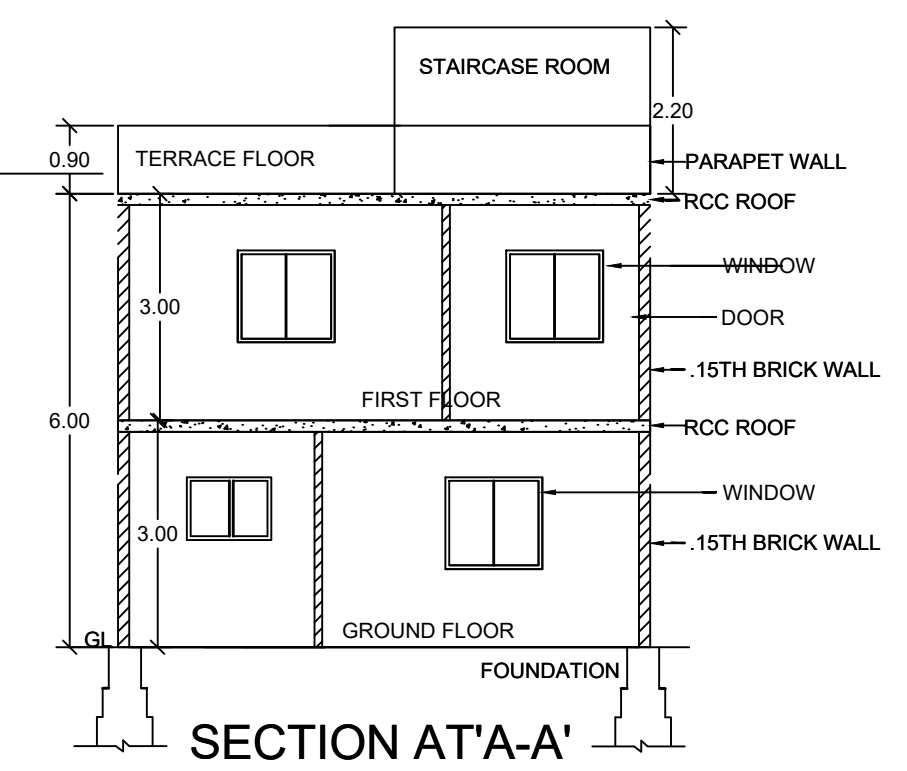 STAIRCASE ROOM
2.20
0.90
TERRACE FLOOR
PARAPET WALL
RCC ROOF
WINDOW
3.00
DOOR
.15TH BRICK WALL
FIRST FLOOR
6.00
RCC ROOF
WINDOW
3.00
.15TH BRICK WALL
GROUND FLOOR
GL
FOUNDATION
SECTION AT'A-A'